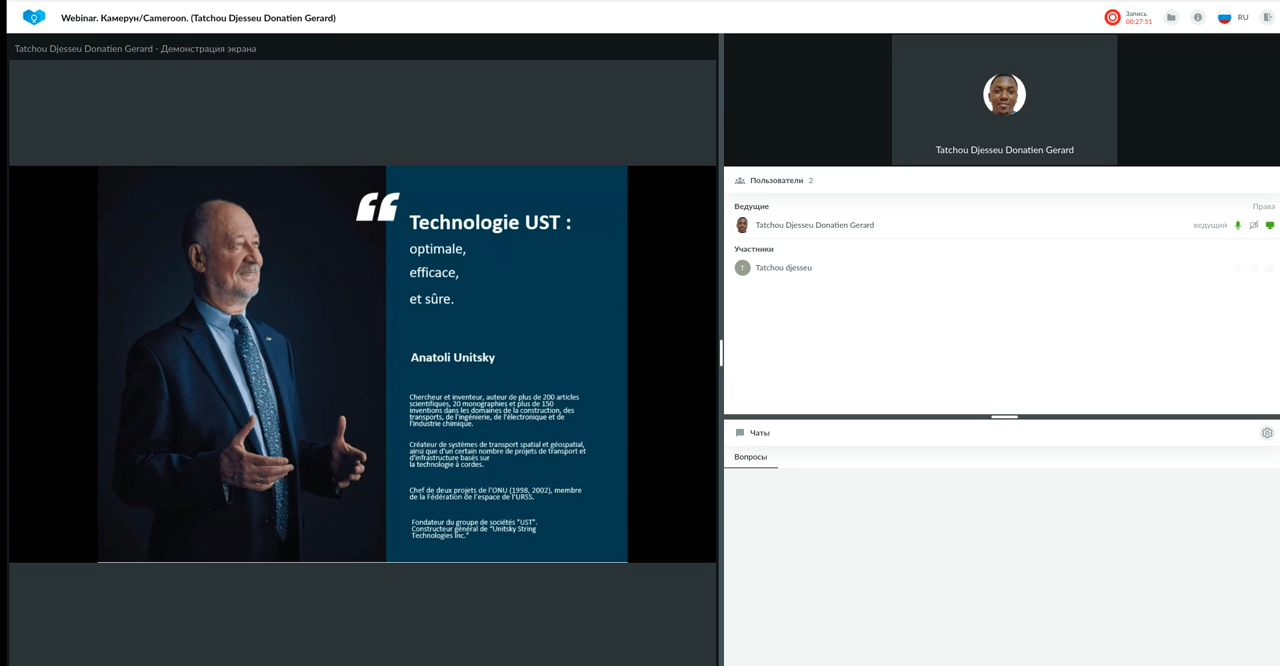 Webinar. Камерун/Cameroon. (Tatchou Djesseu Donatien Gerard)
Запись
00:27:51
RU
Tatchou Djesseu Donatien Gerard - Демонстрация экрана
“
Technologie UST :
optimale,
efficace,
et sûre.
Anatoli Unitsky
Chercheur et inventeur, auteur de plus de 200 articles
scientifiques, 20 monographies et plus de 150
inventions dans les domaines de la construction, des
transports, de l'ingénierie, de l'électronique et de
l'industrie chimique.
Créateur de systèmes de transport spatial et géospatial,
ainsi que d'un certain nombre de projets de transport et
d'infrastructure basés sur
la technologie à cordes.
Chef de deux projets de l'ONU (1998, 2002), membre
de la Fédération de l'espace de l'URSS.
Fondateur du groupe de sociétés "UST".
Constructeur général de "Unitsky String
Technologies Inc."
Tatchou Djesseu Donatien Gerard
Пользователи 2
Ведущие Права
Tatchou Djesseu Donatien Gerard ведущий
Участники
T Tatchou djesseu
Чаты
Вопросы